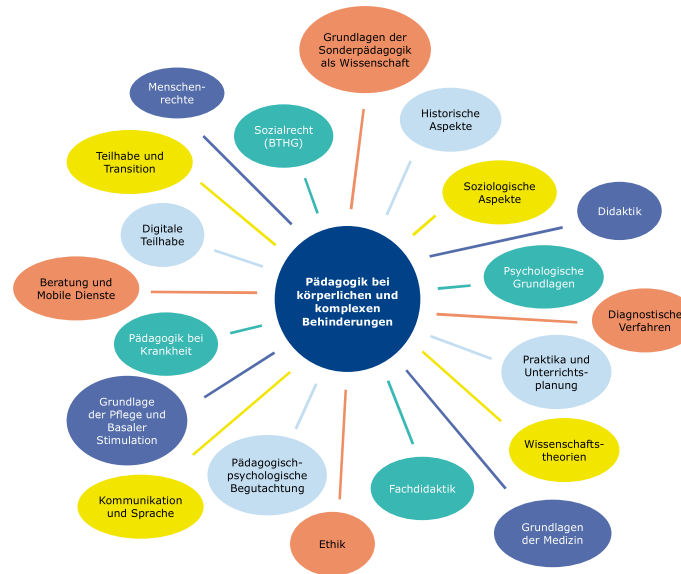 Grundlagen der
Sonderpädagogik
als Wissenschaft
Menschen-
rechte
Historische
Aspekte
Sozialrecht
(BTHG)
Teilhabe und
Transition
Soziologische
Aspekte
Didaktik
Digitale
Teilhabe
Psychologische
Grundlagen
Beratung und
Mobile Dienste
Pädagogik bei
körperlichen und
komplexen
Behinderungen
Diagnostische
Verfahren
Pädagogik bei
Krankheit
Praktika und
Unterrichts-
planung
Grundlage
der Pflege und
Basaler
Stimulation
Wissenschafts-
theorien
Pädagogisch-
psychologische
Begutachtung
Fachdidaktik
Kommunikation
und Sprache
Grundlagen
der Medizin
Ethik